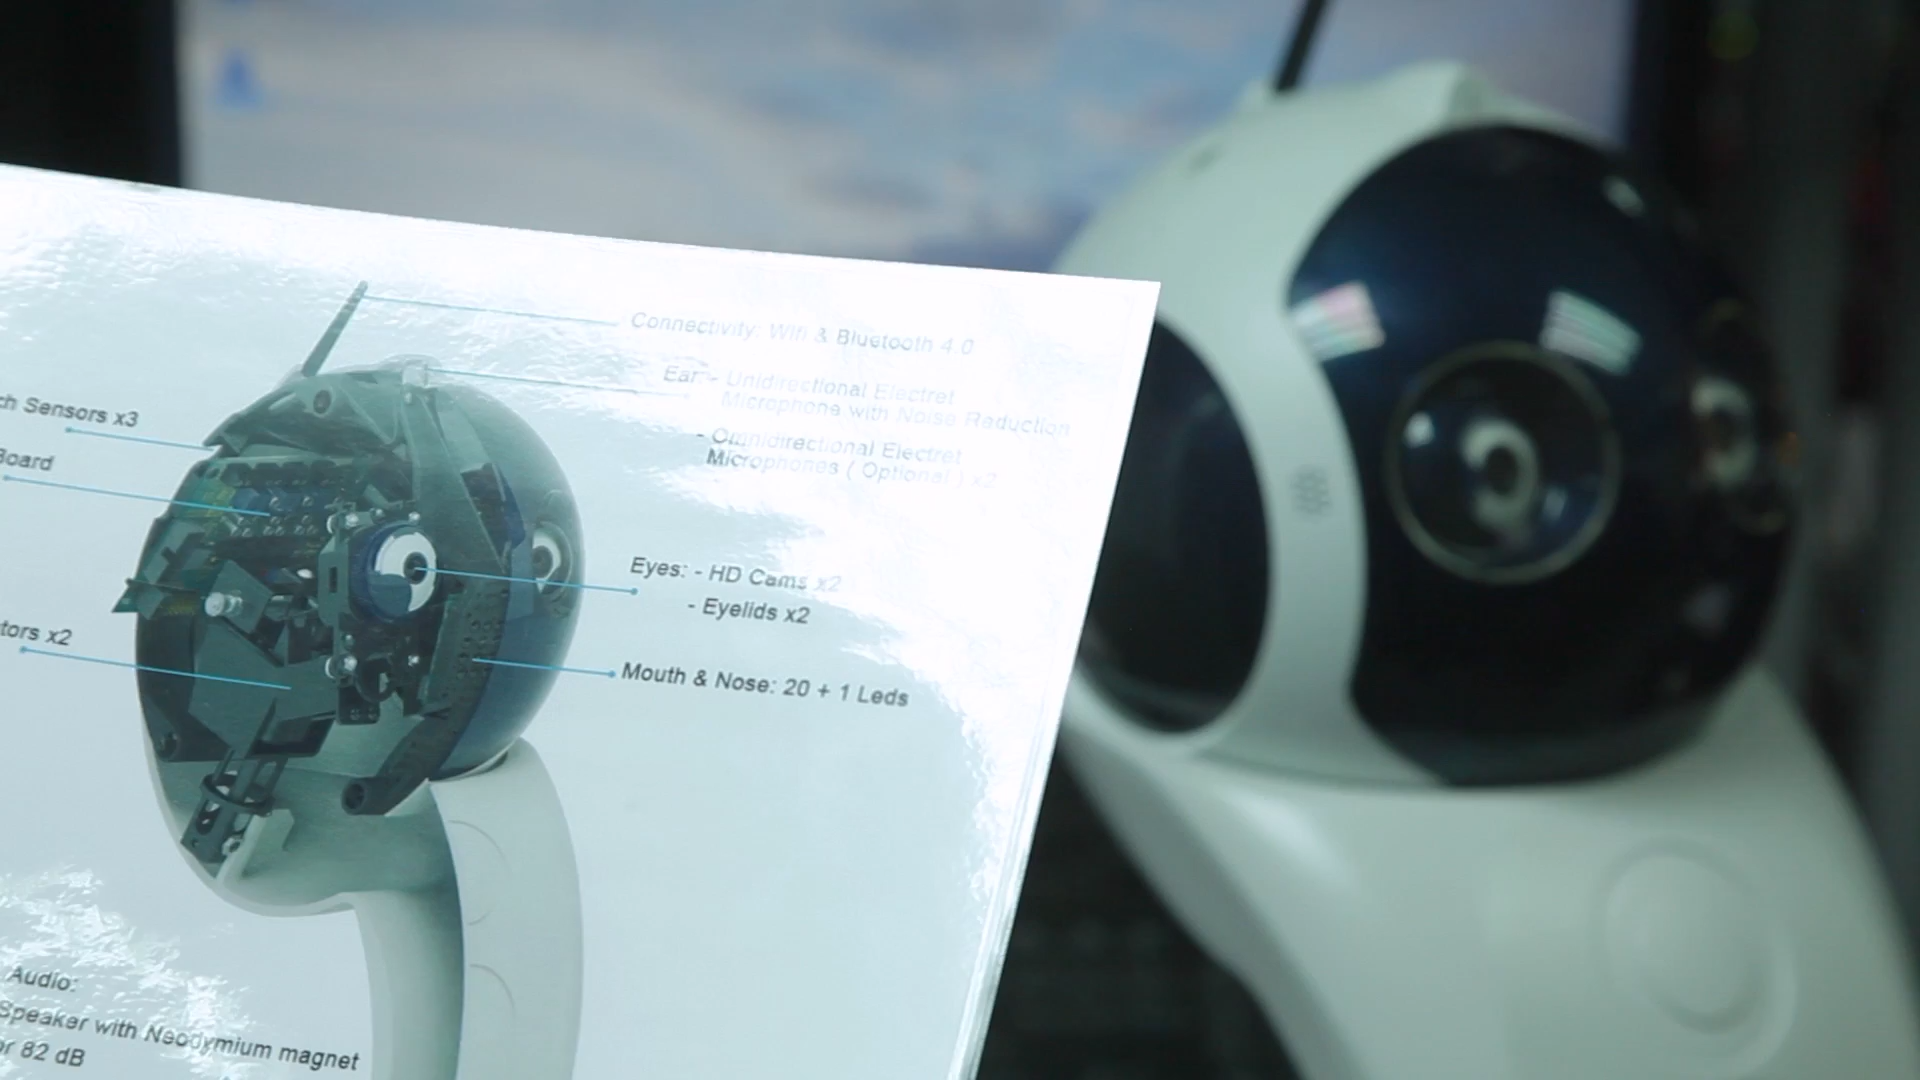 Connectivity: Wifi & Bluetooth 4.0
Ear: - Unidirectional Electret
Microphone with Noise Reduction
- Omnidirectional Electret
Microphones ( Optional ) x2
ch Sensors x3
Board
Eyes: - HD Cams x2
- Eyelids x2
tors x2
Mouth & Nose: 20 + 1 Leds
Audio:
Speaker with Neodymium magnet
or 82 dB